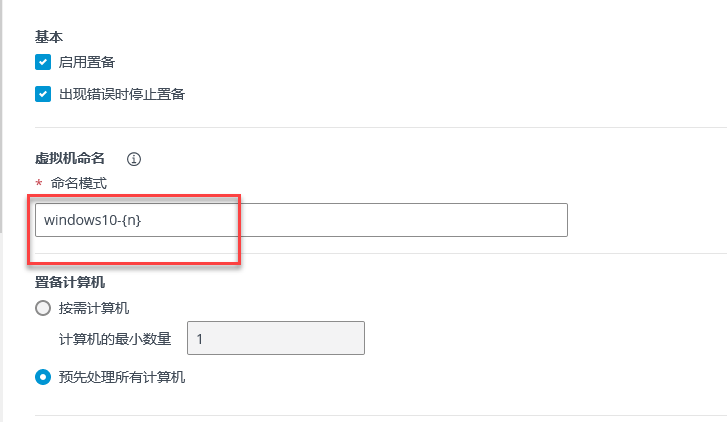 基本
启用置备
出现错误时停止置备
虚拟机命名
* 命名模式
windows10-{n}
置备计算机
按需计算机
计算机的最小数量 1
预先处理所有计算机